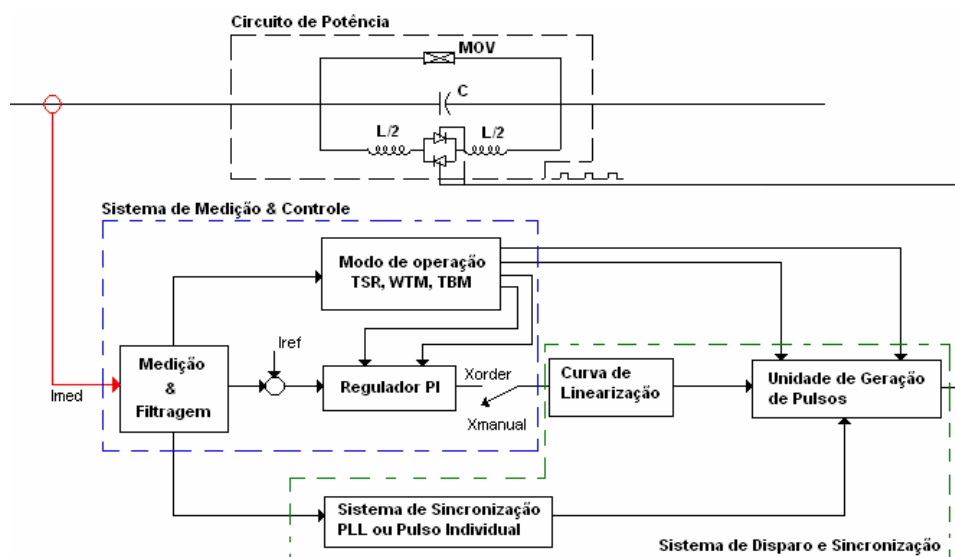 Circuito de Potência
MOV
C
L/2
L/2
Sistema de Medição & Controle
Modo de operação
TSR, WTM, TBM
Iref
Medição
&
Filtragem
Imed
Regulador PI
Xorder
Xmanual
Curva de
Linearização
Unidade de Geração
de Pulsos
Sistema de Sincronização
PLL ou Pulso Individual
Sistema de Disparo e Sincronização